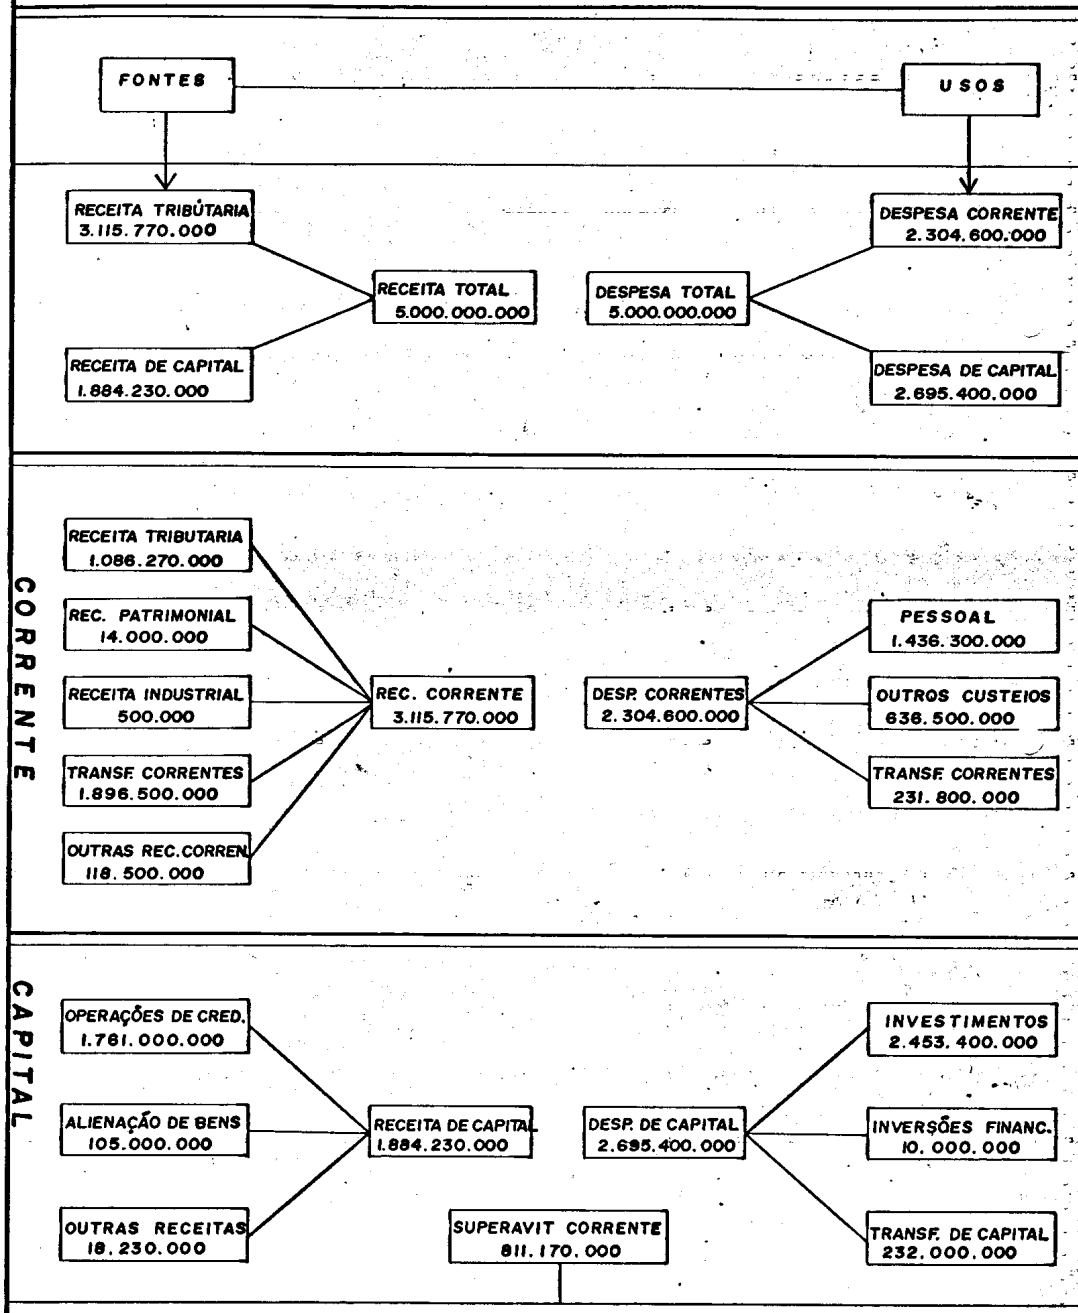 FONTES
USOS
RECEITA TRIBÚTARIA
3.115.770.000
DESPESA CORRENTE
2.304.600.000
RECEITA TOTAL
5.000.000.000
DESPESA TOTAL
5.000.000.000
RECEITA DE CAPITAL
1.884.230.000
DESPESA DE CAPITAL
2.695.400.000
CORRENTE
RECEITA TRIBUTARIA
1.086.270.000
REC. PATRIMONIAL
14.000.000
RECEITA INDUSTRIAL
500.000
TRANSF. CORRENTES
1.896.500.000
OUTRAS REC.CORREN.
118.500.000
REC. CORRENTE
3.115.770.000
DESP. CORRENTES
2.304.600.000
PESSOAL
1.436.300.000
OUTROS CUSTEIOS
636.500.000
TRANSF. CORRENTES
231.800.000
CAPITAL
OPERAÇÕES DE CRED.
1.761.000.000
ALIENAÇÃO DE BENS
105.000.000
OUTRAS RECEITAS
18.230.000
RECEITA DE CAPITAL
1.884.230.000
DESP. DE CAPITAL
2.695.400.000
INVESTIMENTOS
2.453.400.000
INVERSÕES FINANC.
10.000.000
TRANSF. DE CAPITAL
232.000.000
SUPERAVIT CORRENTE
811.170.000